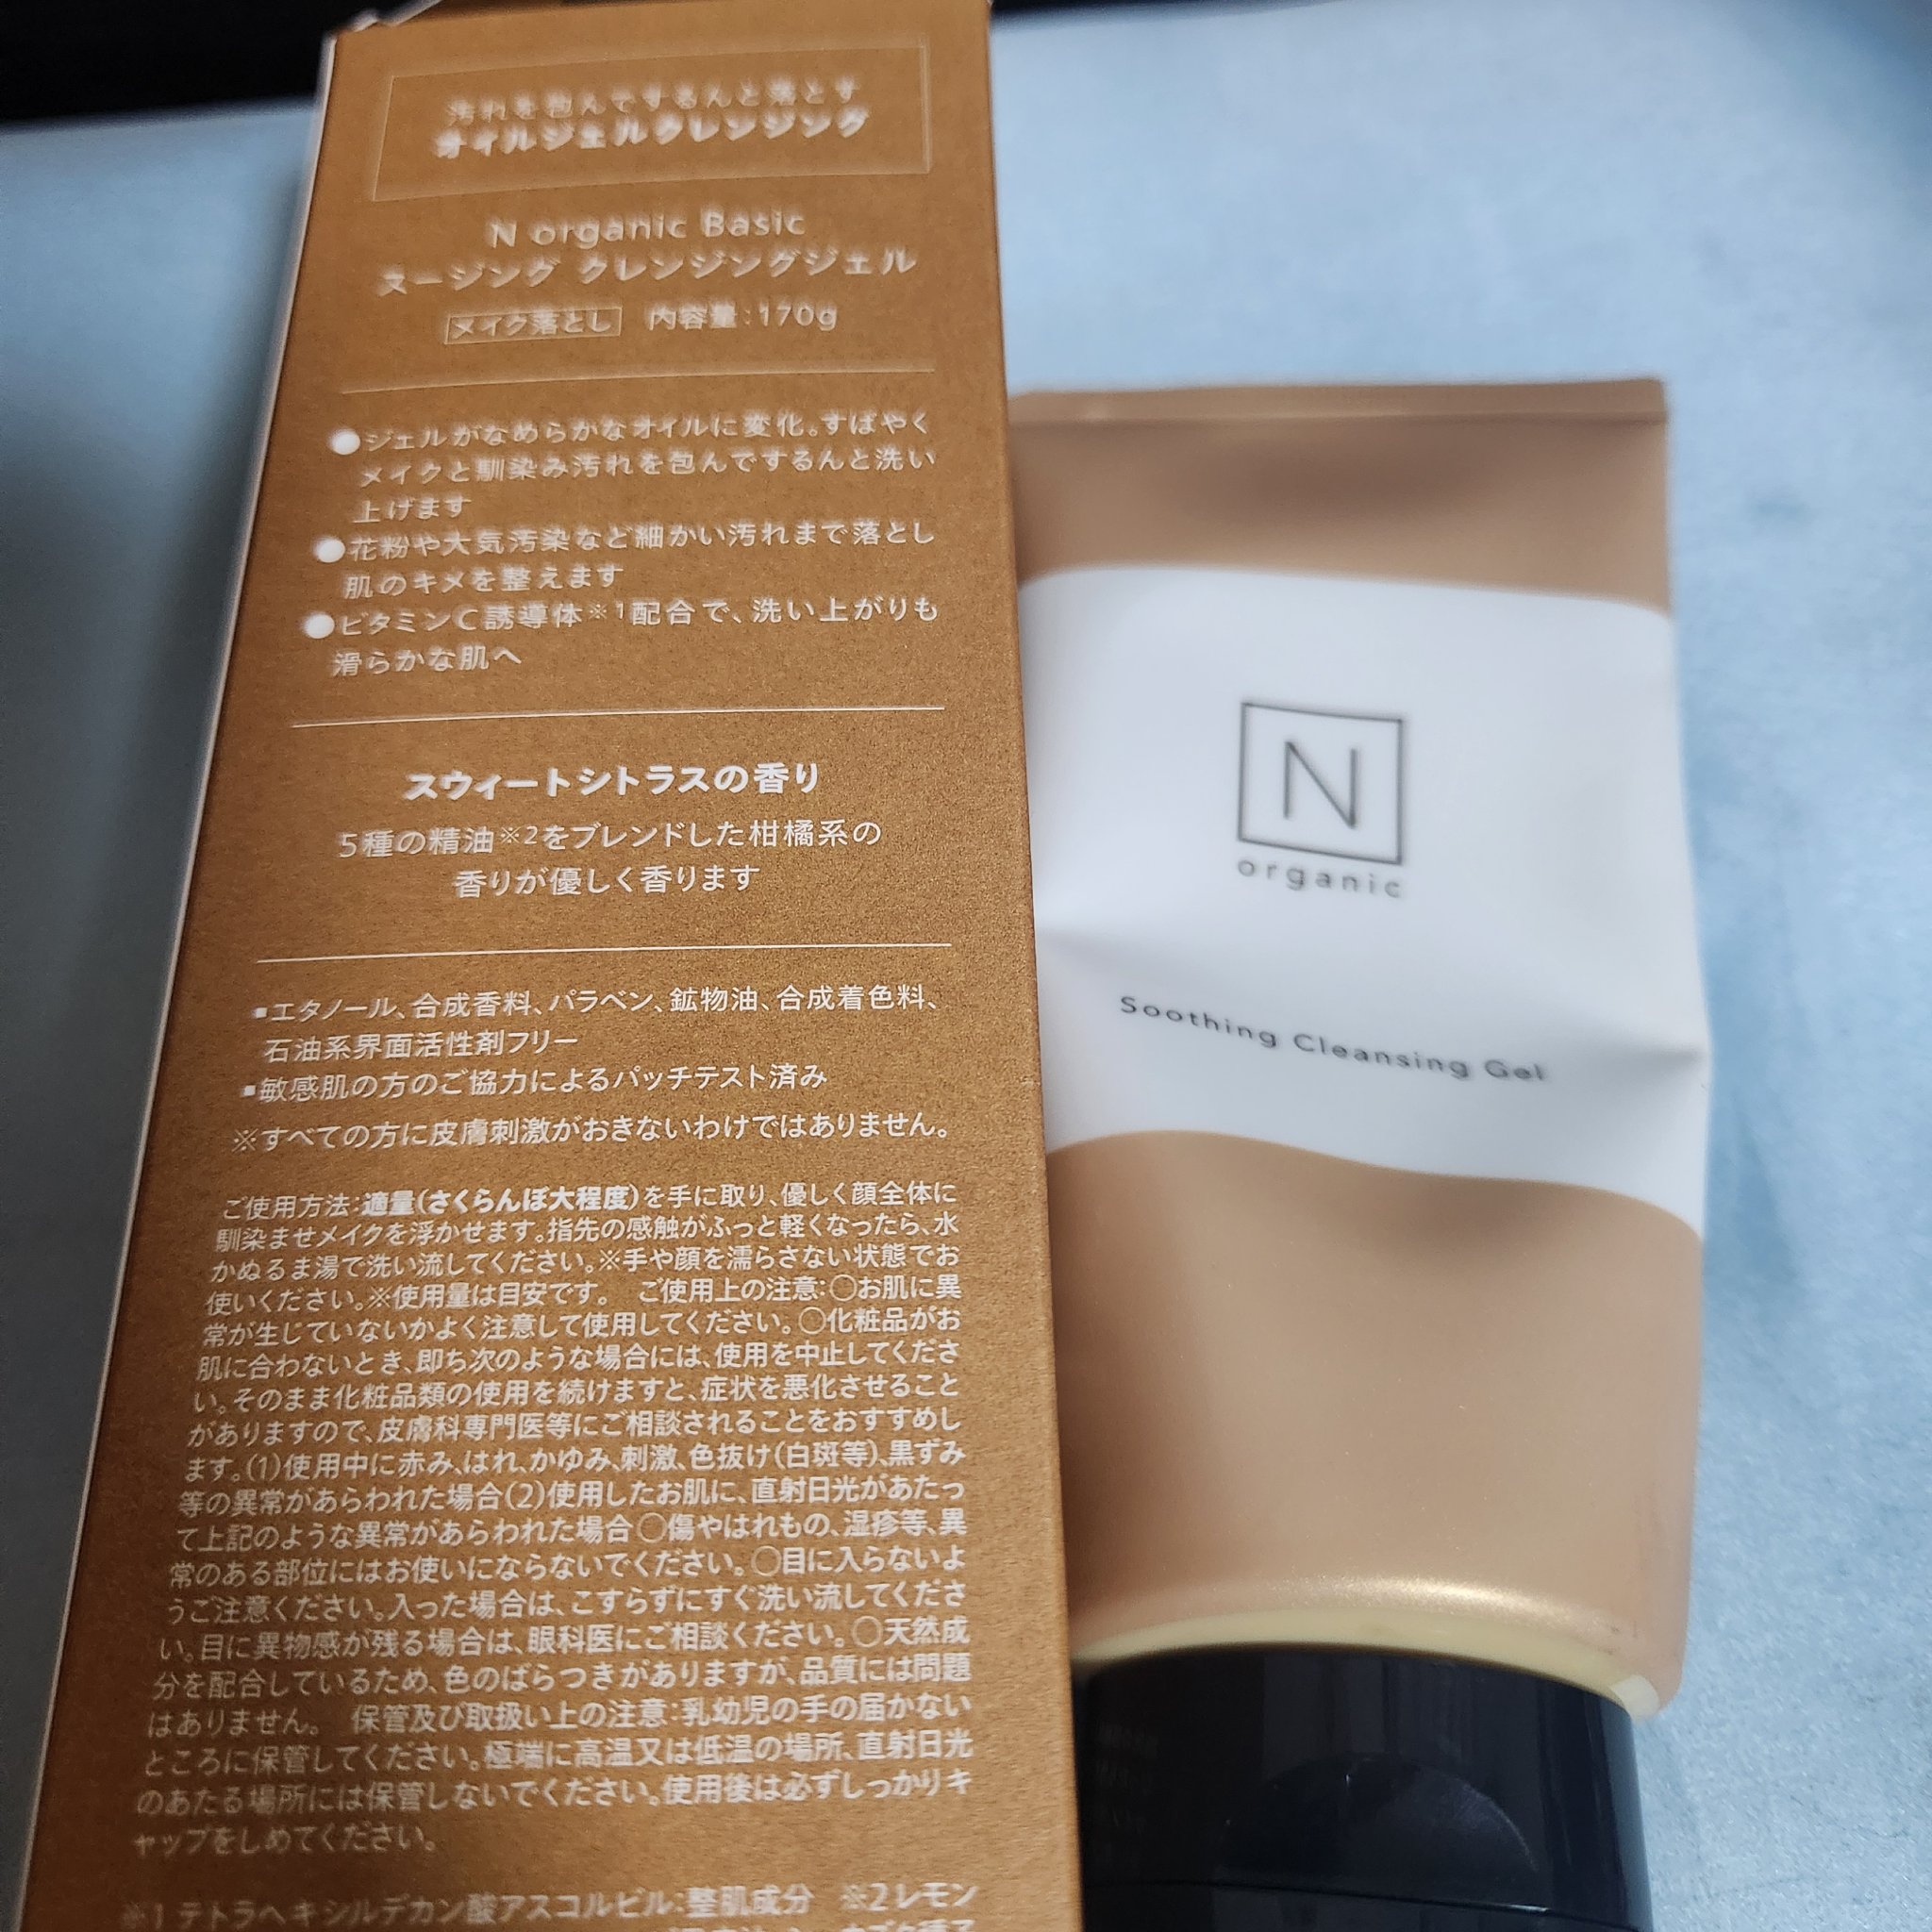 汚れを包んでするんと落とす
オイルジェルクレンジング
N organic Basic
スージング クレンジングジェル
メイク落とし 内容量:170g
●ジェルがなめらかなオイルに変化。すばやく
メイクと馴染み汚れを包んでするんと洗い
上げます
●花粉や大気汚染など細かい汚れまで落とし
肌のキメを整えます
●ビタミンC誘導体※1配合で、洗い上がりも
滑らかな肌へ
スウィートシトラスの香り
5種の精油※2をブレンドした柑橘系の
香りが優しく香ります
▪エタノール、合成香料、パラベン、鉱物油、合成着色料、
石油系界面活性剤フリー
▪敏感肌の方のご協力によるパッチテスト済み
※すべての方に皮膚刺激がおきないわけではありません。
ご使用方法:適量(さくらんぼ大程度)を手に取り、優しく顔全体に
馴染ませメイクを浮かせます。指先の感触がふっと軽くなったら、水
かぬるま湯で洗い流してください。※手や顔を濡らさない状態でお
使いください。※使用量は目安です。 ご使用上の注意:○お肌に異
常が生じていないかよく注意して使用してください。○化粧品がお
肌に合わないとき、即ち次のような場合には、使用を中止してくださ
い。そのまま化粧品類の使用を続けますと、症状を悪化させること
がありますので、皮膚科専門医等にご相談されることをおすすめし
ます。(1)使用中に赤み、はれ、かゆみ、刺激、色抜け(白斑等)、黒ずみ
等の異常があらわれた場合(2)使用したお肌に、直射日光があたっ
て上記のような異常があらわれた場合○傷やはれもの、湿疹等、異
常のある部位にはお使いにならないでください。○目に入らないよ
うご注意ください。入った場合は、こすらずにすぐ洗い流してくださ
い。目に異物感が残る場合は、眼科医にご相談ください。○天然成
分を配合しているため、色のばらつきがありますが、品質には問題
はありません。 保管及び取扱い上の注意:乳幼児の手の届かない
ところに保管してください。極端に高温又は低温の場所、直射日光
のあたる場所には保管しないでください。使用後は必ずしっかりキ
ャップをしめてください。
※1 テトラヘキシルデカン酸アスコルビル:整肌成分 ※2 レモン
N
organic
Soothing Cleansing Gel